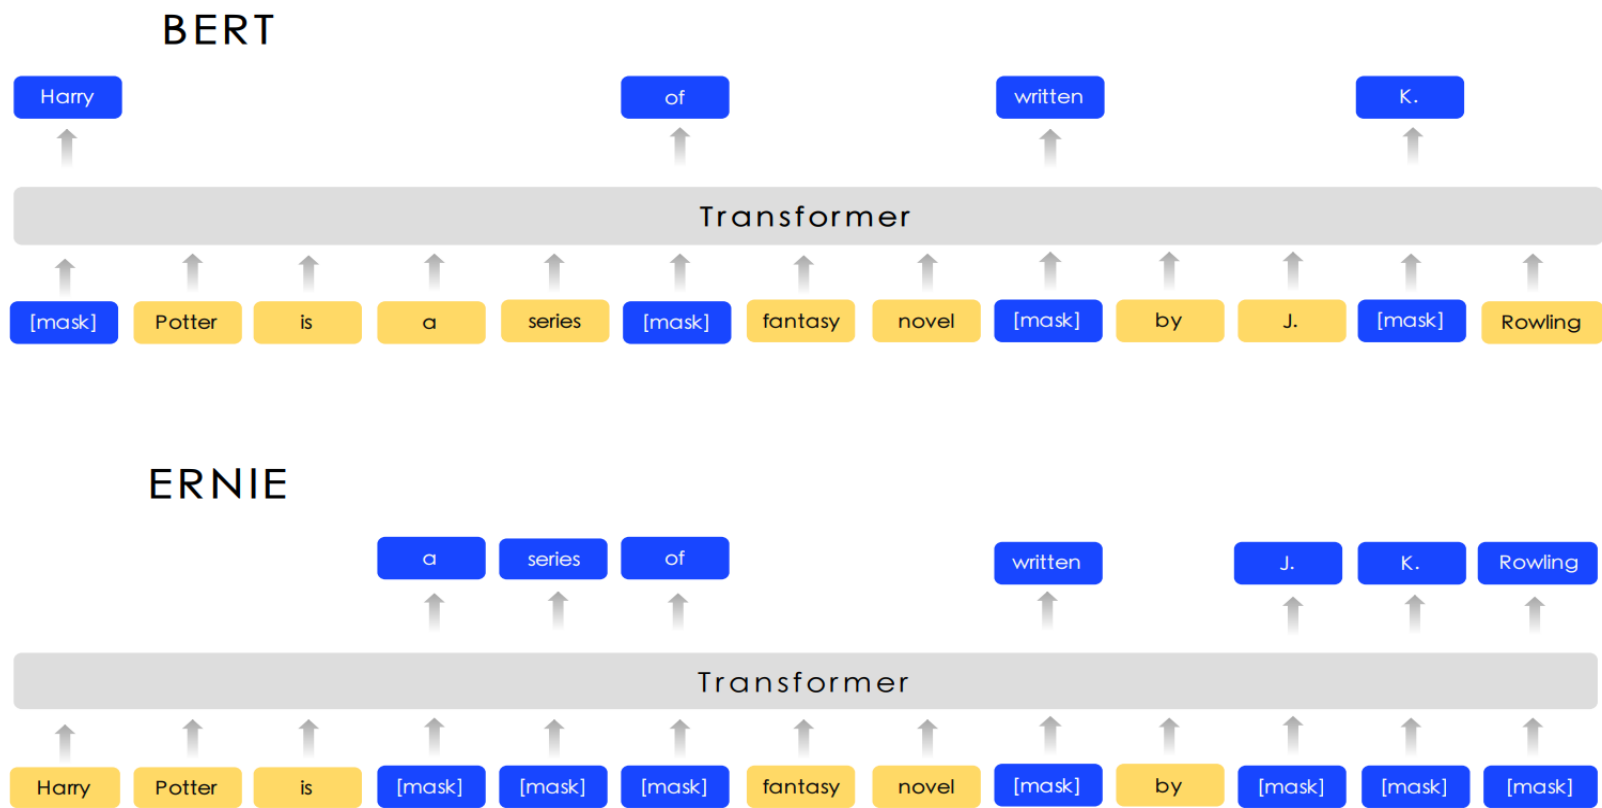 BERT
Harry of written K.
Transformer
[mask] Potter is a series [mask] fantasy novel [mask] by J. [mask] Rowling
ERNIE
a series of written J. K. Rowling
Transformer
Harry Potter is [mask] [mask] [mask] fantasy novel [mask] by [mask] [mask] [mask]